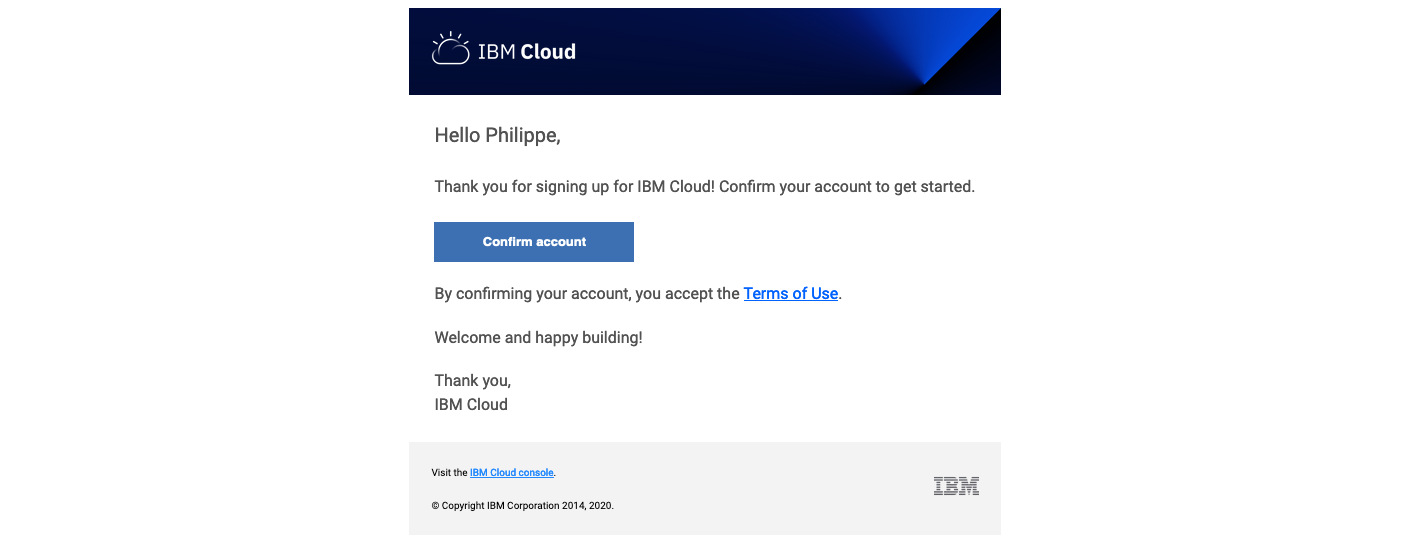 IBM Cloud
Hello Philippe,
Thank you for signing up for IBM Cloud! Confirm your account to get started.
Confirm account
By confirming your account, you accept the Terms of Use.
Welcome and happy building!
Thank you,
IBM Cloud
Visit the IBM Cloud console.
IBM
© Copyright IBM Corporation 2014, 2020.